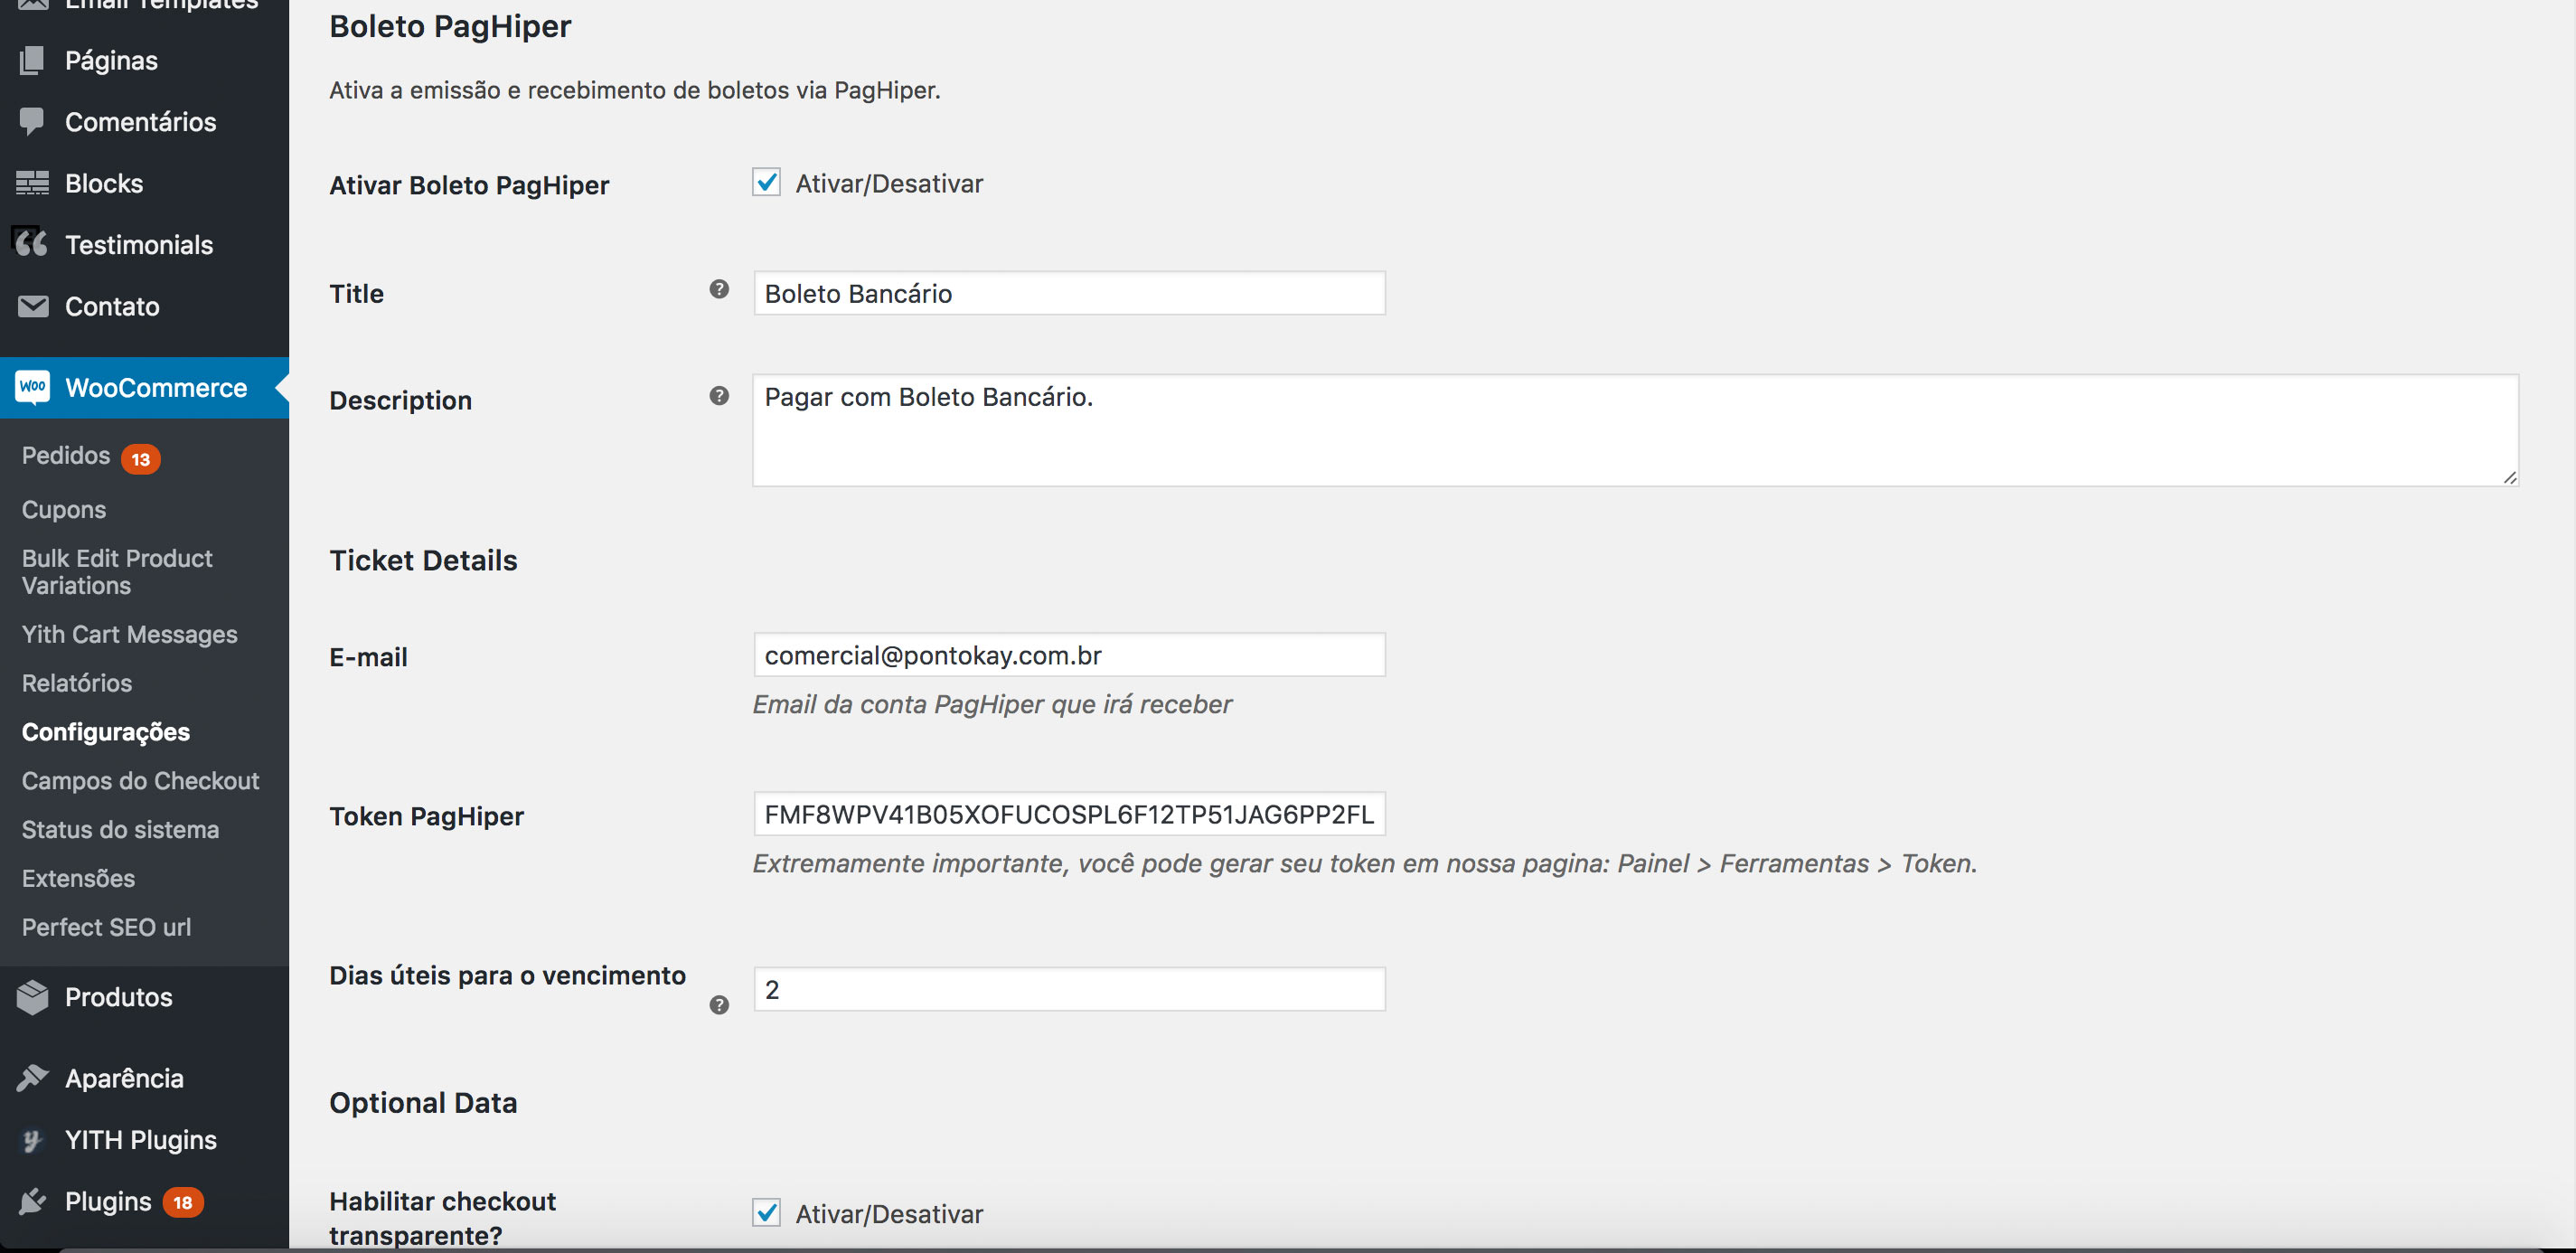 Email Templates
Páginas
Comentários
Blocks
Testimonials
Contato
WOO WooCommerce
Pedidos 13
Cupons
Bulk Edit Product
Variations
Yith Cart Messages
Relatórios
Configurações
Campos do Checkout
Status do sistema
Extensões
Perfect SEO url
Produtos
Aparência
YITH Plugins
Plugins 18
Boleto PagHiper
Ativa a emissão e recebimento de boletos via PagHiper.
Ativar Boleto PagHiper
Ativar/Desativar
Title
Boleto Bancário
Description
Pagar com Boleto Bancário.
Ticket Details
E-mail
comercial@pontokay.com.br
Email da conta PagHiper que irá receber
Token PagHiper
FMF8WPV41B05XOFUCOSPL6F12TP51JAG6PP2FL
Extremamente importante, você pode gerar seu token em nossa pagina: Painel > Ferramentas > Token.
Dias úteis para o vencimento
2
Optional Data
Habilitar checkout
transparente?
Ativar/Desativar